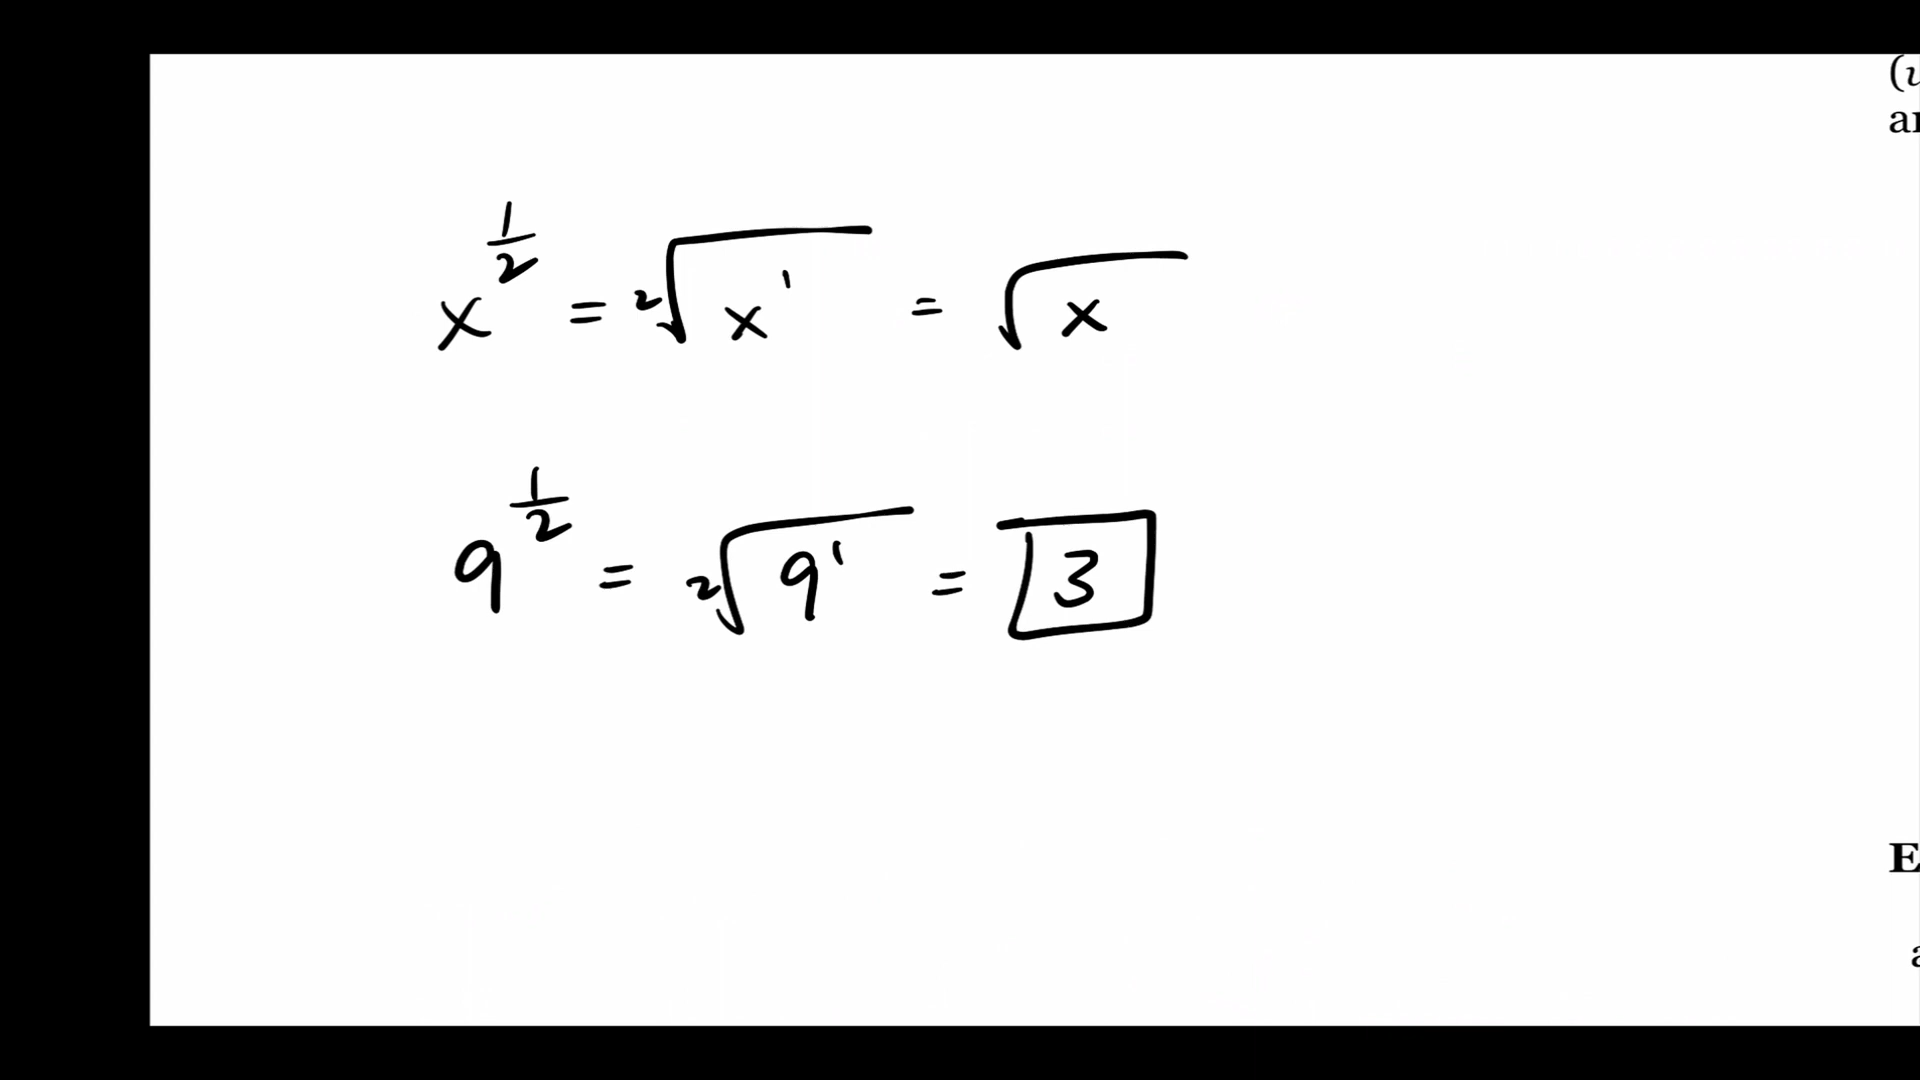 (
x^{1/2} = ²√x¹ = √x
9^{1/2} = ²√9¹ = 3
E
a